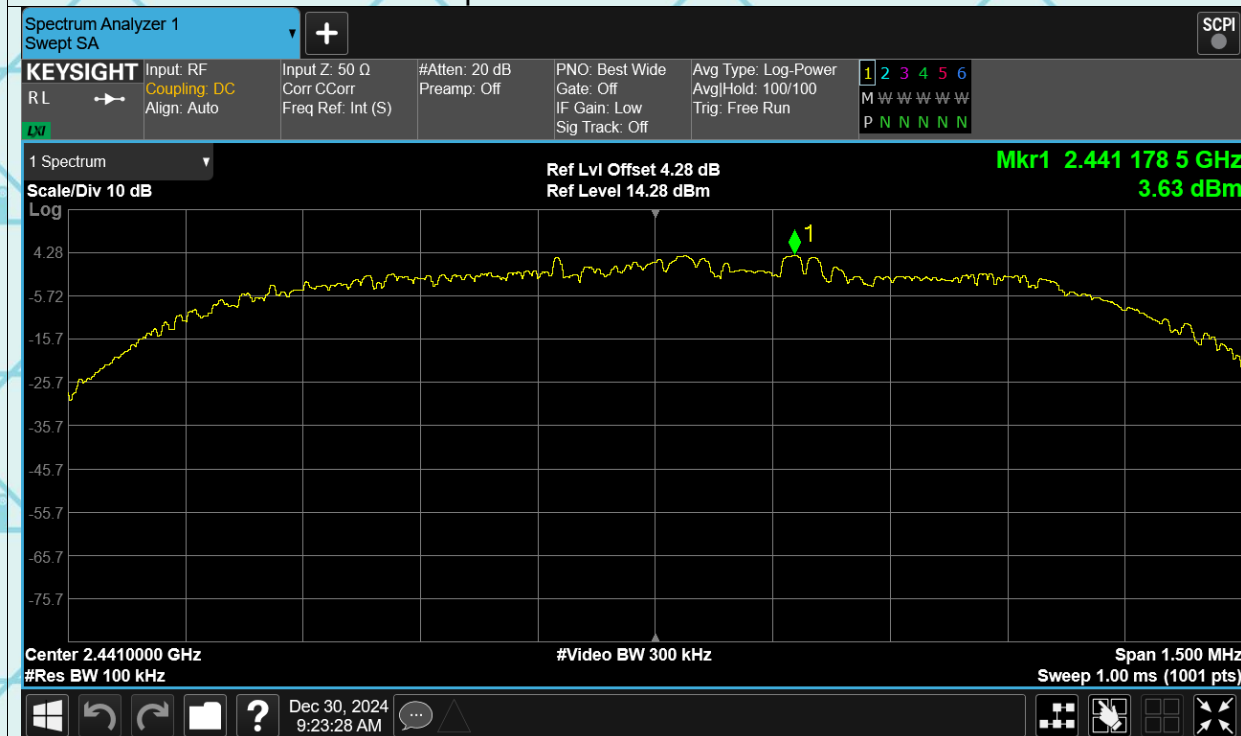 Spectrum Analyzer 1
Swept SA
+
SCPI
KEYSIGHT
RL
LXI
Input: RF
Coupling: DC
Align: Auto
Input Z: 50 Ω
Corr CCorr
Freq Ref: Int (S)
#Atten: 20 dB
Preamp: Off
PNO: Best Wide
Gate: Off
IF Gain: Low
Sig Track: Off
Avg Type: Log-Power
Avg|Hold: 100/100
Trig: Free Run
1 2 3 4 5 6
M W W W W W
P N N N N N
1 Spectrum
Scale/Div 10 dB
Log
Ref Lvl Offset 4.28 dB
Ref Level 14.28 dBm
Mkr1 2.441 178 5 GHz
3.63 dBm
1
4.28
-5.72
-15.7
-25.7
-35.7
-45.7
-55.7
-65.7
-75.7
Center 2.4410000 GHz
#Res BW 100 kHz
#Video BW 300 kHz
Span 1.500 MHz
Sweep 1.00 ms (1001 pts)
?
Dec 30, 2024
9:23:28 AM